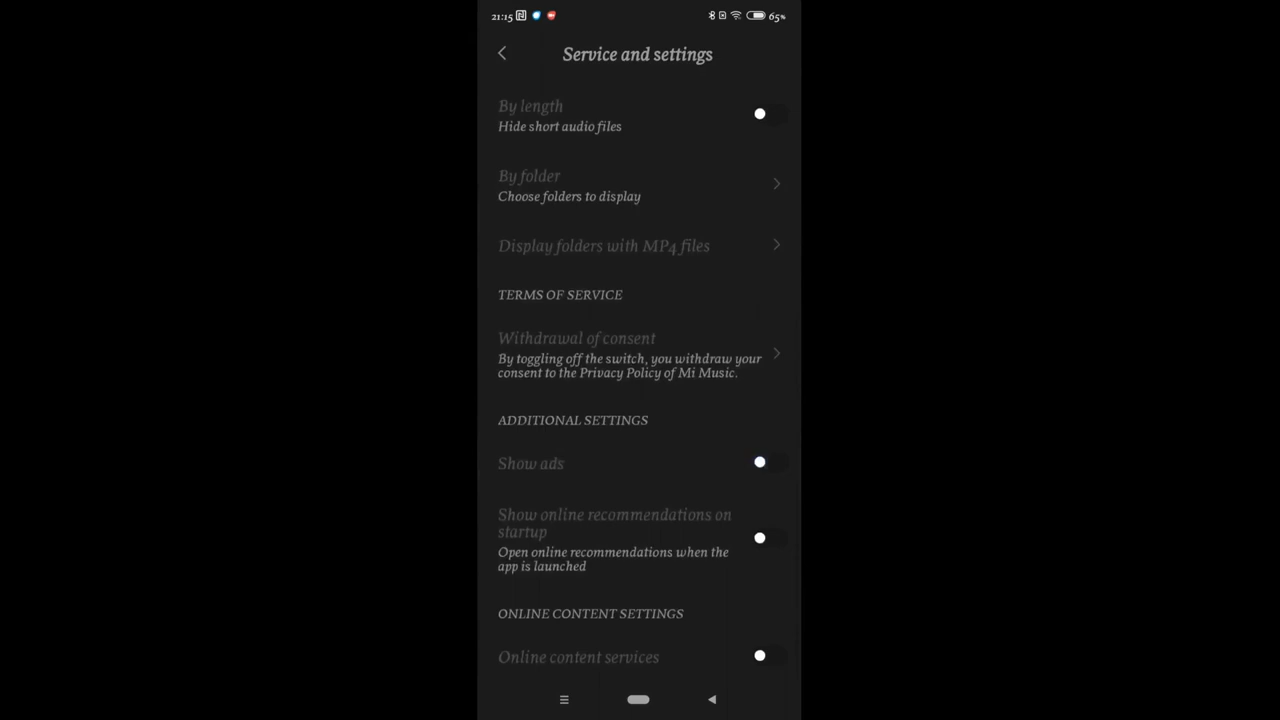 21:15
65%
Service and settings
By length
Hide short audio files
By folder
Choose folders to display
Display folders with MP4 files
TERMS OF SERVICE
Withdrawal of consent
By toggling off the switch, you withdraw your
consent to the Privacy Policy of Mi Music.
ADDITIONAL SETTINGS
Show ads
Show online recommendations on
startup
Open online recommendations when the
app is launched
ONLINE CONTENT SETTINGS
Online content services